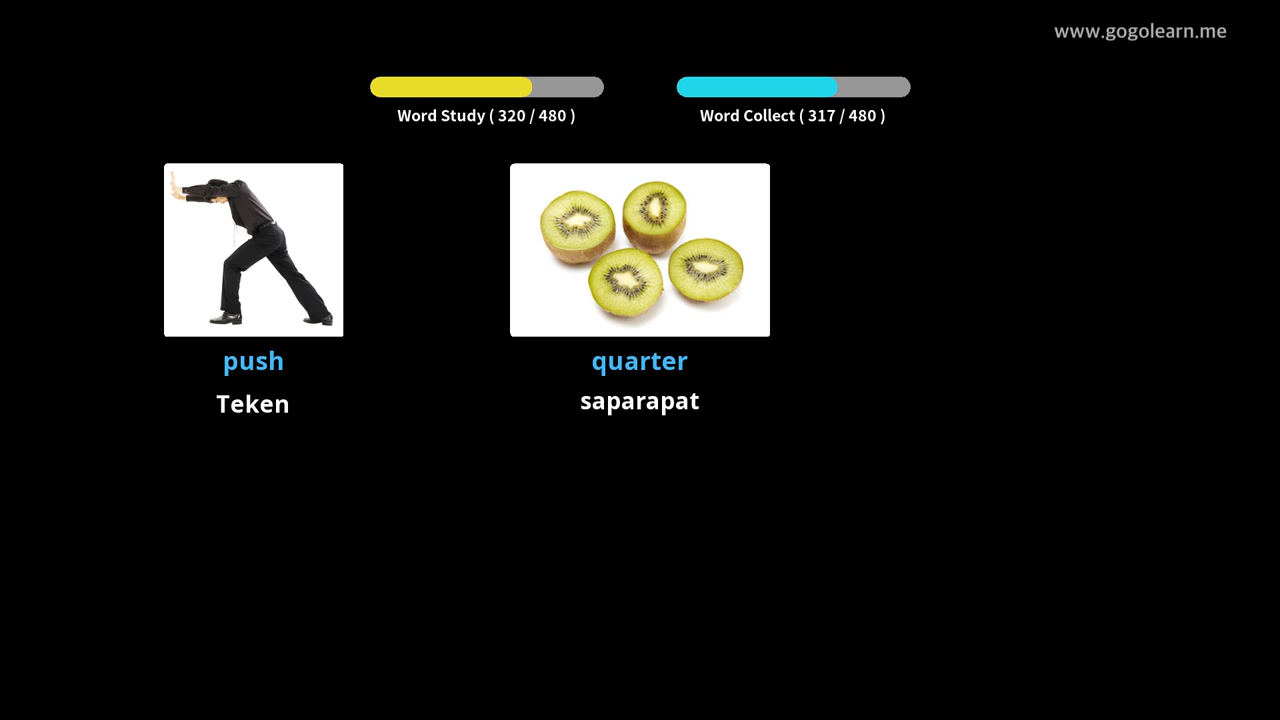 www.gogolearn.me
Word Study ( 320 / 480 )
Word Collect ( 317 / 480 )
push
quarter
Teken
saparapat